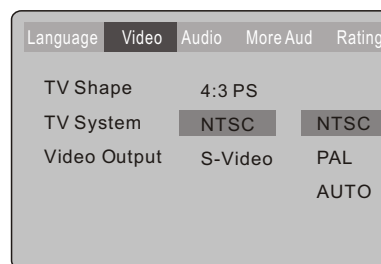 Language Video Audio More Aud Rating
TV Shape 4:3 PS
TV System NTSC NTSC
Video Output S-Video PAL
AUTO